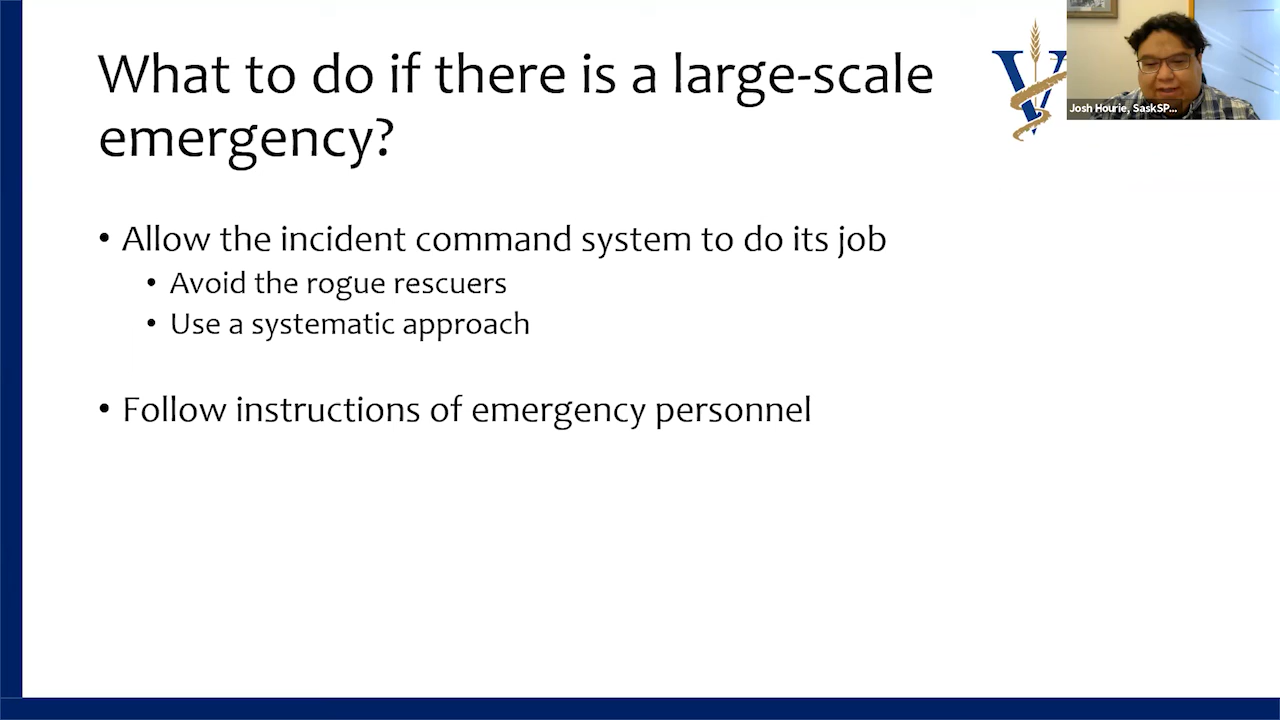 What to do if there is a large-scale
emergency?
Josh Hourie, SaskSP...
• Allow the incident command system to do its job
• Avoid the rogue rescuers
• Use a systematic approach
• Follow instructions of emergency personnel